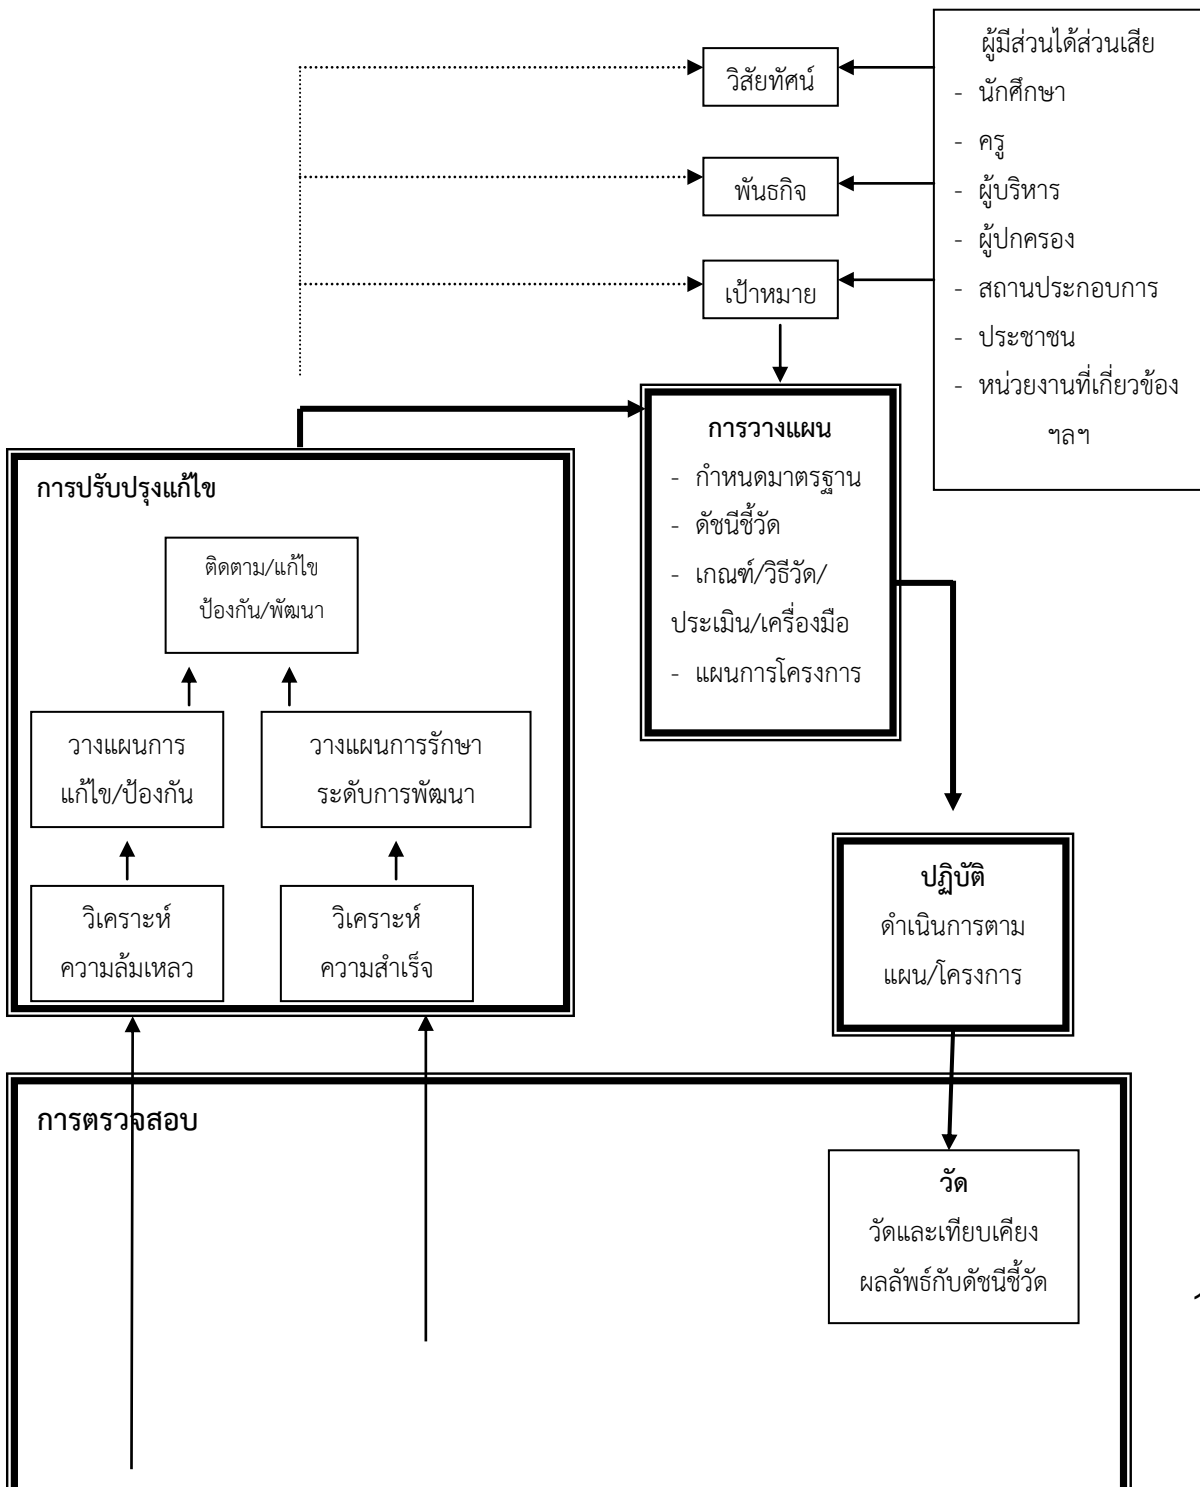 ผู้มีส่วนได้ส่วนเสีย
- นักศึกษา
- ครู
- ผู้บริหาร
- ผู้ปกครอง
- สถานประกอบการ
- ประชาชน
- หน่วยงานที่เกี่ยวข้อง
ฯลฯ
วิสัยทัศน์
พันธกิจ
เป้าหมาย
การวางแผน
- กำหนดมาตรฐาน
- ดัชนีชี้วัด
- เกณฑ์/วิธีวัด/
ประเมิน/เครื่องมือ
- แผนการโครงการ
การปรับปรุงแก้ไข
ติดตาม/แก้ไข
ป้องกัน/พัฒนา
วางแผนการ
แก้ไข/ป้องกัน
วางแผนการรักษา
ระดับการพัฒนา
วิเคราะห์
ความล้มเหลว
วิเคราะห์
ความสำเร็จ
ปฏิบัติ
ดำเนินการตาม
แผน/โครงการ
การตรวจสอบ
วัด
วัดและเทียบเคียง
ผลลัพธ์กับดัชนีชี้วัด